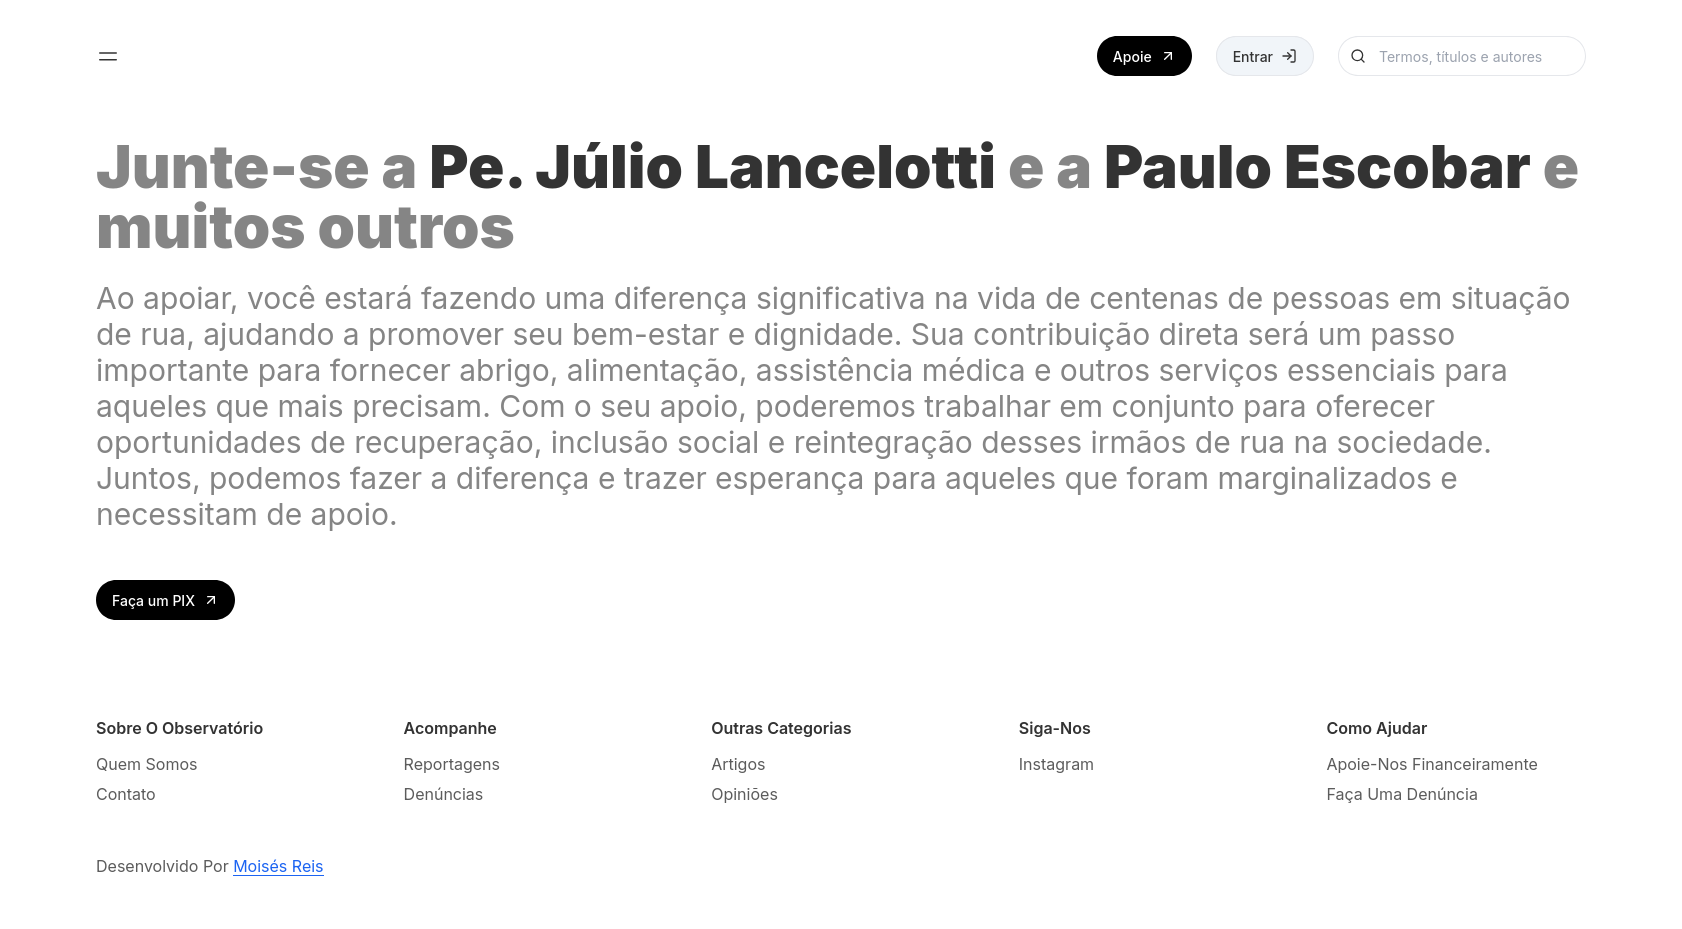 Apoie
Entrar
Termos, títulos e autores
Junte-se a Pe. Júlio Lancelotti e a Paulo Escobar e
muitos outros
Ao apoiar, você estará fazendo uma diferença significativa na vida de centenas de pessoas em situação
de rua, ajudando a promover seu bem-estar e dignidade. Sua contribuição direta será um passo
importante para fornecer abrigo, alimentação, assistência médica e outros serviços essenciais para
aqueles que mais precisam. Com o seu apoio, poderemos trabalhar em conjunto para oferecer
oportunidades de recuperação, inclusão social e reintegração desses irmãos de rua na sociedade.
Juntos, podemos fazer a diferença e trazer esperança para aqueles que foram marginalizados e
necessitam de apoio.
Faça um PIX
Sobre O Observatório
Quem Somos
Contato
Acompanhe
Reportagens
Denúncias
Outras Categorias
Artigos
Opiniões
Siga-Nos
Instagram
Como Ajudar
Apoie-Nos Financeiramente
Faça Uma Denúncia
Desenvolvido Por Moisés Reis